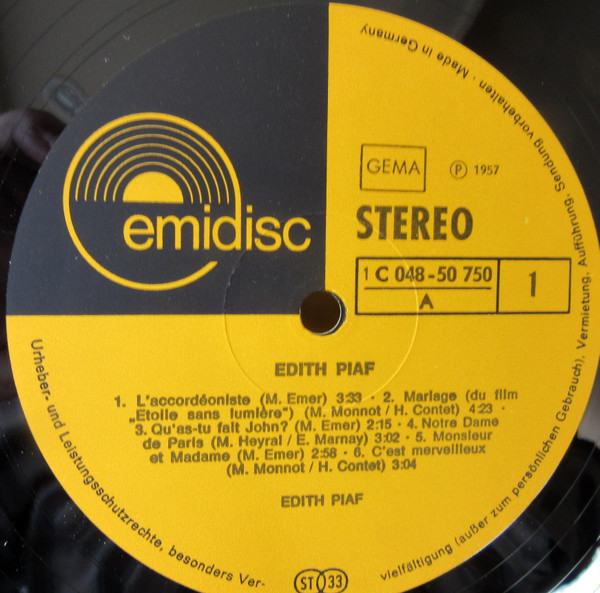 emidisc
GEMA
℗ 1957
STEREO
1 C 048-50 750
A
1
EDITH PIAF
1. L'accordéoniste (M. Emer) 3:33 · 2. Mariage (du film
„Etoile sans lumière") (M. Monnot / H. Contet) 4:23 ·
3. Qu'as-tu fait John? (M. Emer) 2:15 · 4. Notre Dame
de Paris (M. Heyral / E. Marnay) 3:02 · 5. Monsieur
et Madame (M. Emer) 2:58 · 6. C'est merveilleux
(M. Monnot / H. Contet) 3:04
EDITH PIAF
ST 33
Urheber- und Leistungsschutzrechte, besonders Ver-
vielfältigung (außer zum persönlichen Gebrauch), Vermietung, Aufführung, Sendung vorbehalten · Made in Germany